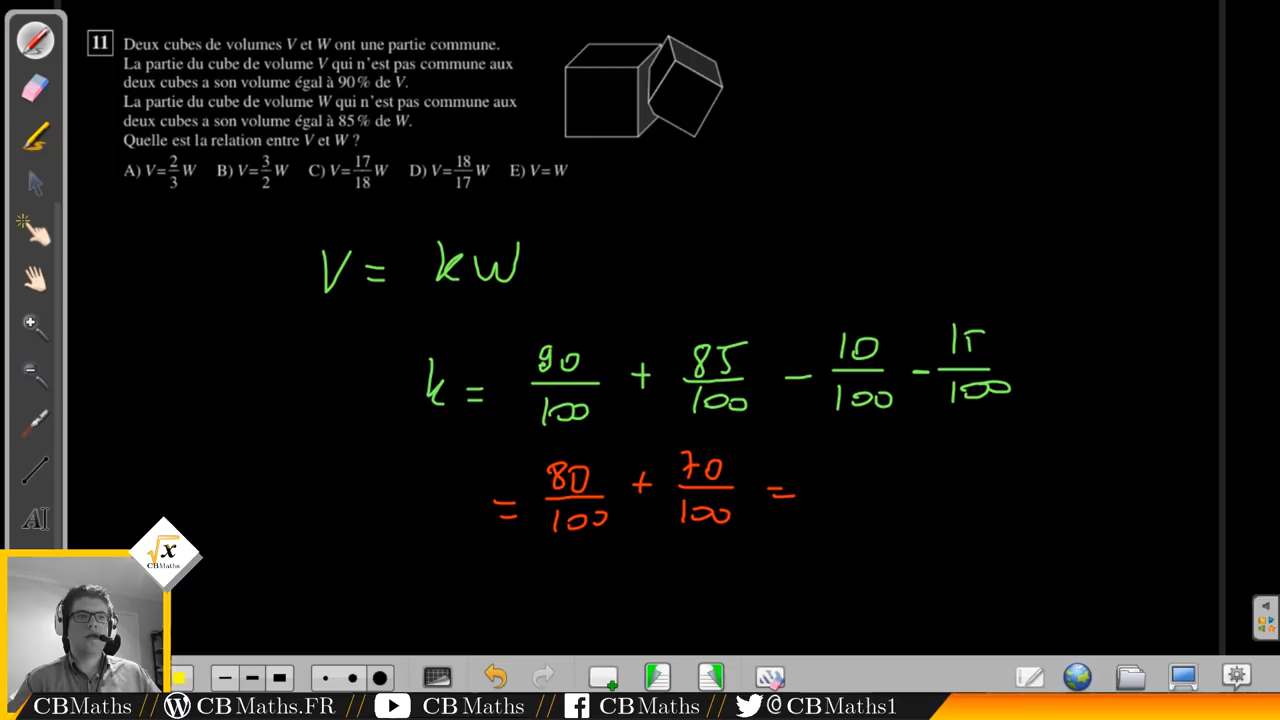 11 Deux cubes de volumes V et W ont une partie commune.
La partie du cube de volume V qui n'est pas commune aux
deux cubes a son volume égal à 90 % de V.
La partie du cube de volume W qui n'est pas commune aux
deux cubes a son volume égal à 85 % de W.
Quelle est la relation entre V et W ?
A) V=2/3 W B) V=3/2 W C) V=17/18 W D) V=18/17 W E) V=W
V = kW
k = 90/100 + 85/100 - 10/100 - 15/100
= 80/100 + 70/100 =
AI
√x
CBMaths
CBMaths CBMaths.FR CBMaths CBMaths @CBMaths1